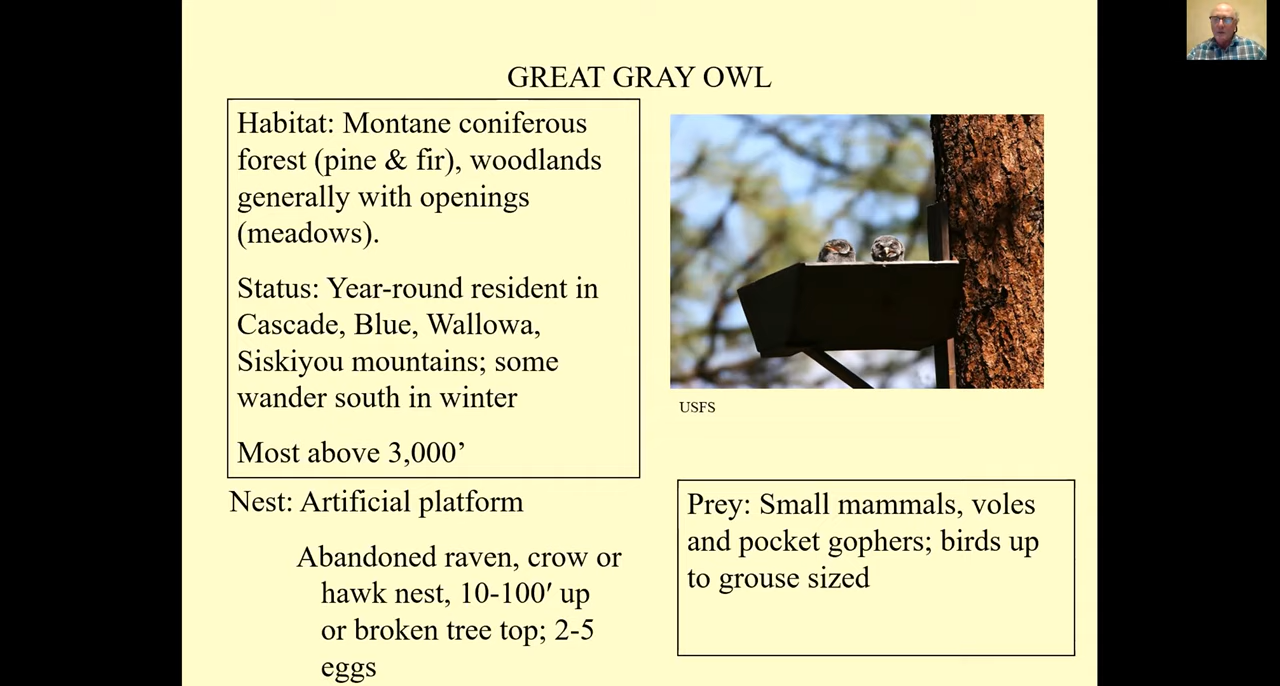 GREAT GRAY OWL
Habitat: Montane coniferous
forest (pine & fir), woodlands
generally with openings
(meadows).
Status: Year-round resident in
Cascade, Blue, Wallowa,
Siskiyou mountains; some
wander south in winter
Most above 3,000’
Nest: Artificial platform
Abandoned raven, crow or
hawk nest, 10-100′ up
or broken tree top; 2-5
eggs
USFS
Prey: Small mammals, voles
and pocket gophers; birds up
to grouse sized